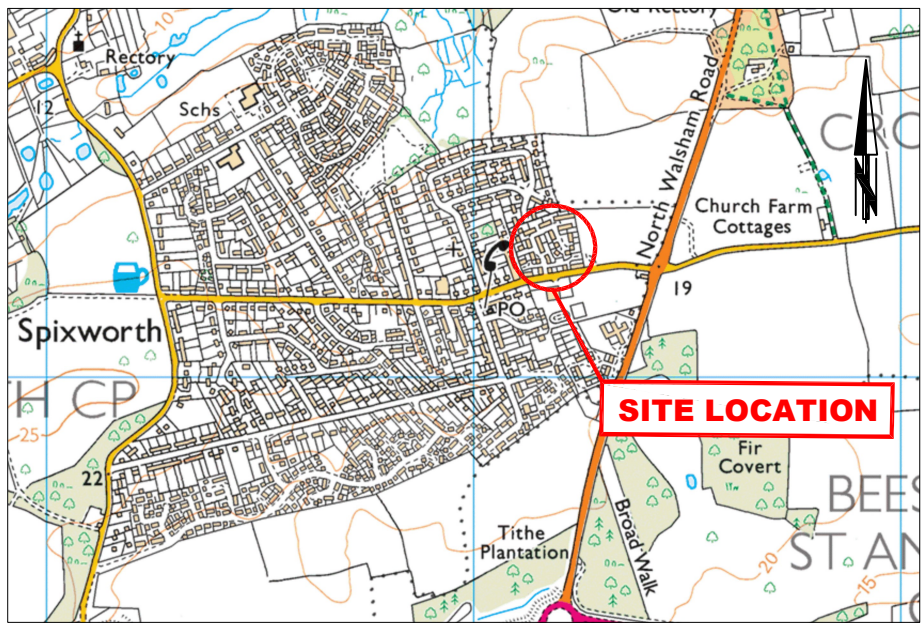 Old Rectory
Rectory
12
10
Schs
North Walsham Road
CRO
Church Farm
Cottages
19
PO
Spixworth
H CP
25
22
SITE LOCATION
Fir
Covert
BEES
ST AN
Tithe
Plantation
Broad Walk
20
15
N